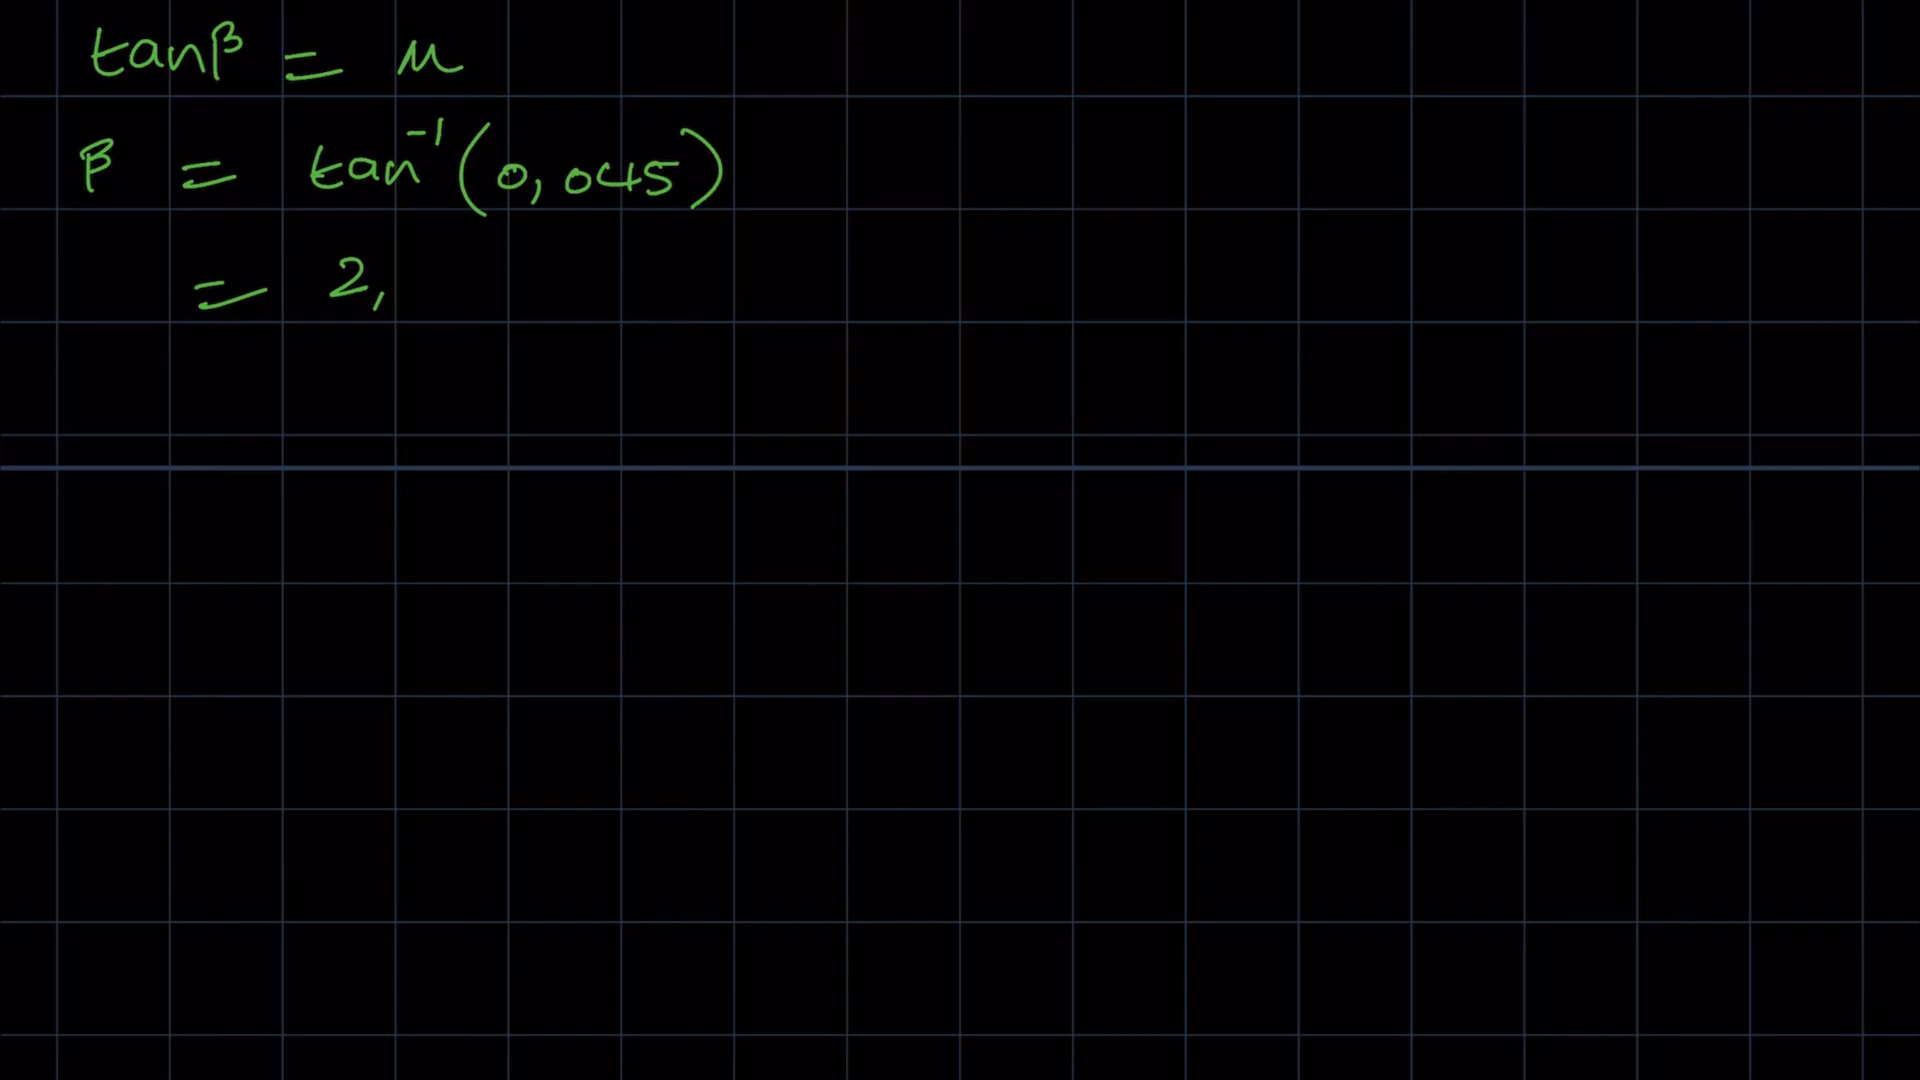 tanβ = μ
β = tan⁻¹(0,045)
= 2,